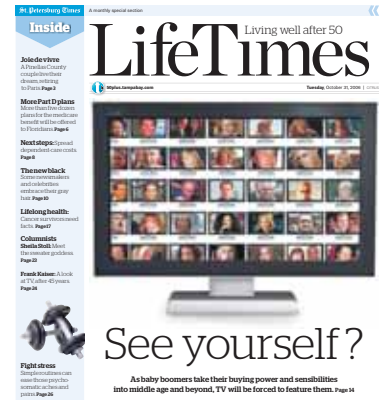 St. Petersburg Times
A monthly special section
Inside
Living well after 50
LifeTimes
50plus.tampabay.com
Tuesday, October 31, 2006
Joie de vivre
A Pinellas County
couple live their
dream, retiring
to Paris. Page 3
More Part D plans
More than five dozen
plans for the medicare
benefit will be offered
to Floridians. Page 6
Next steps: Spread
dependent-care costs.
Page 8
The new black
Some newsmakers
and celebrities
embrace their gray
hair. Page 10
Lifelong health:
Cancer survivors need
facts. Page 17
Columnists
Sheila Stoll: Meet
the sweater goddess.
Page 23
Frank Kaiser: A look
at TV, after 45 years.
Page 24
Fight stress
Simple routines can
ease those psycho-
somatic aches and
pains. Page 26
See yourself?
As baby boomers take their buying power and sensibilities
into middle age and beyond, TV will be forced to feature them. Page 14